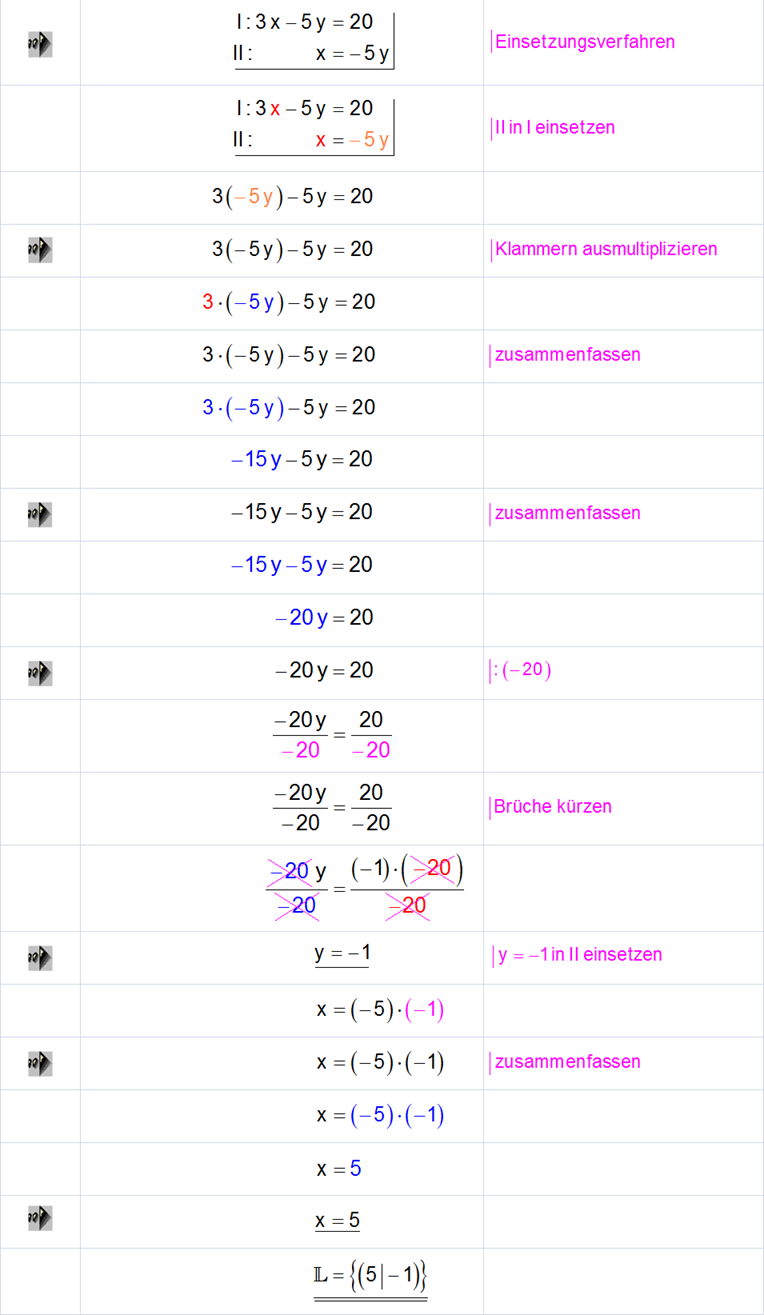 I: 3x − 5y = 20
II: x = −5y
|Einsetzungsverfahren
I: 3x − 5y = 20
II: x = −5y
|II in I einsetzen
3(−5y) − 5y = 20
3(−5y) − 5y = 20 |Klammern ausmultiplizieren
3·(−5y) − 5y = 20
3·(−5y) − 5y = 20 |zusammenfassen
3·(−5y) − 5y = 20
−15y − 5y = 20
−15y − 5y = 20 |zusammenfassen
−15y − 5y = 20
−20y = 20
−20y = 20 |:(−20)
−20y/−20 = 20/−20
−20y/−20 = 20/−20 |Brüche kürzen
−20y/−20 = (−1)·(−20)/−20
y = −1 |y = −1 in II einsetzen
x = (−5)·(−1)
x = (−5)·(−1) |zusammenfassen
x = (−5)·(−1)
x = 5
x = 5
𝕃 = {(5|−1)}